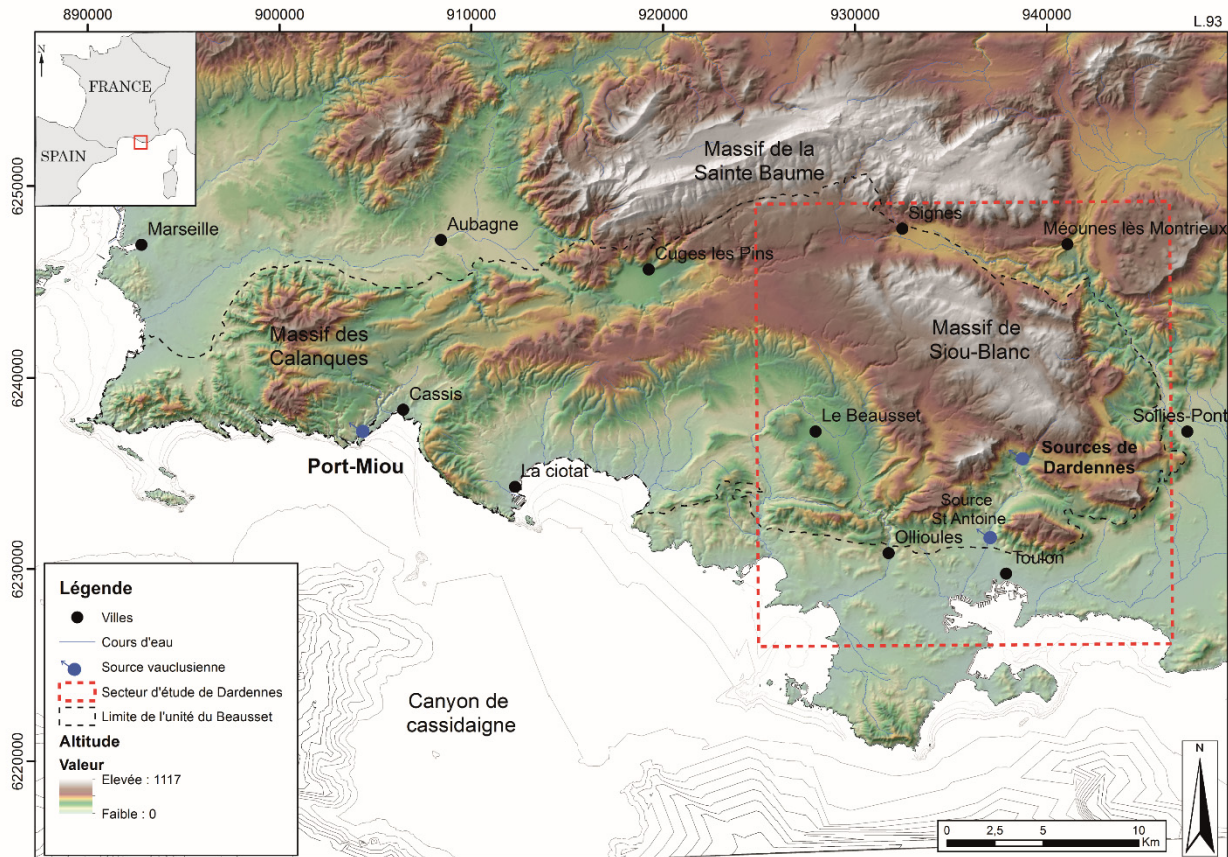 890000
900000
910000
920000
930000
940000
L.93
N
FRANCE
SPAIN
6250000
6240000
6230000
6220000
Massif de la
Sainte Baume
Marseille
Aubagne
Signes
Méounes lès Montrieux
Cuges les Pins
Massif des
Calanques
Massif de
Siou-Blanc
Cassis
Le Beausset
Sollies-Pont
Port-Miou
Sources de
Dardennes
La ciotat
Source
St Antoine
Ollioules
Toulon
Canyon de
cassidaigne
Légende
Villes
Cours d'eau
Source vauclusienne
Secteur d'étude de Dardennes
Limite de l'unité du Beausset
Altitude
Valeur
Elevée : 1117
Faible : 0
0 2,5 5 10
Km
N